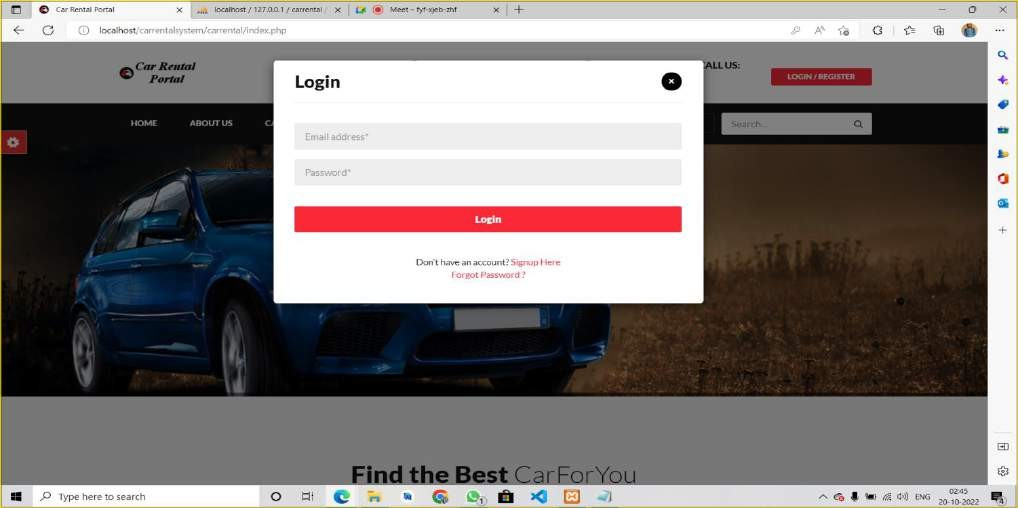 Car Rental Portal
localhost / 127.0.0.1 / carrental /
Meet – fyf-xjeb-zhf
localhost/carrentalsystem/carrental/index.php
Car Rental
Portal
CALL US:
LOGIN / REGISTER
HOME
ABOUT US
Search...
Login
Email address*
Password*
Login
Don't have an account? Signup Here
Forgot Password ?
Find the Best CarForYou
Type here to search
ENG
02:45
20-10-2022